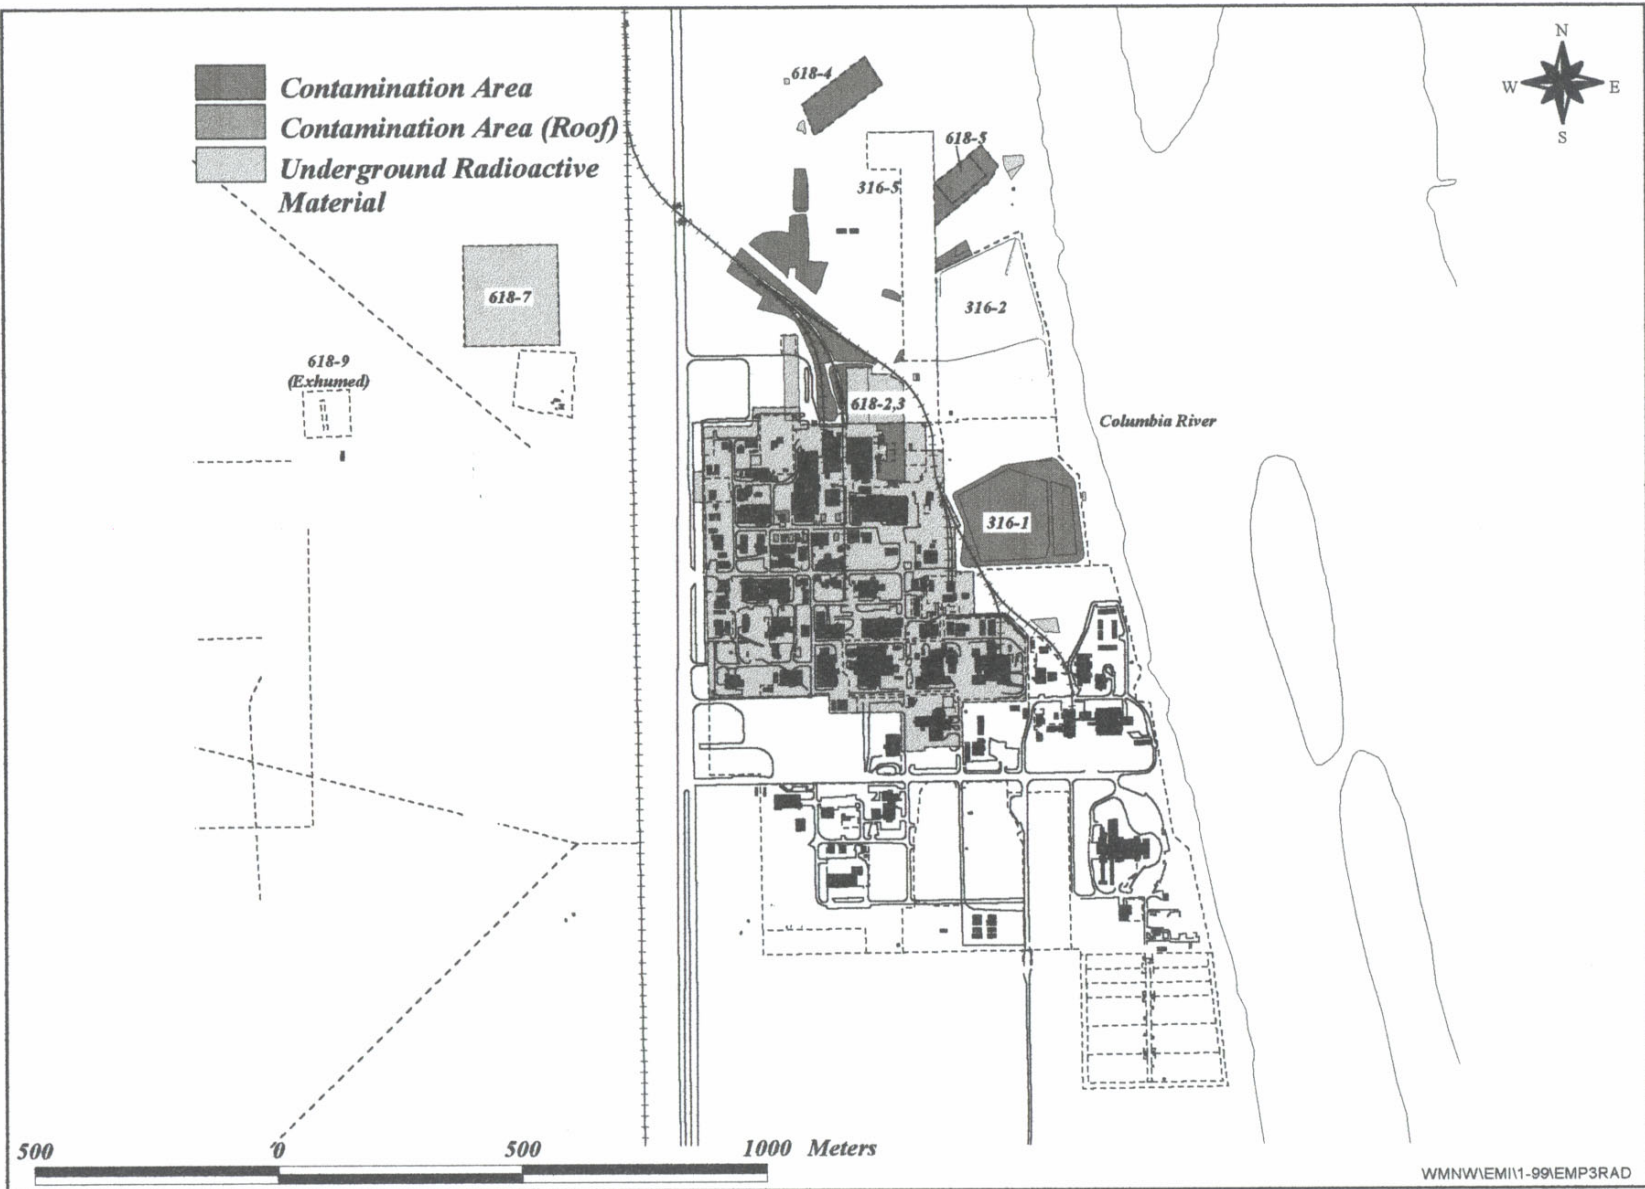 N
W E
S
Contamination Area
Contamination Area (Roof)
Underground Radioactive
Material
618-4
618-5
316-5
618-7
316-2
618-9
(Exhumed)
618-2,3
Columbia River
316-1
500 0 500 1000 Meters
WMNW\EMI\1-99\EMP3RAD